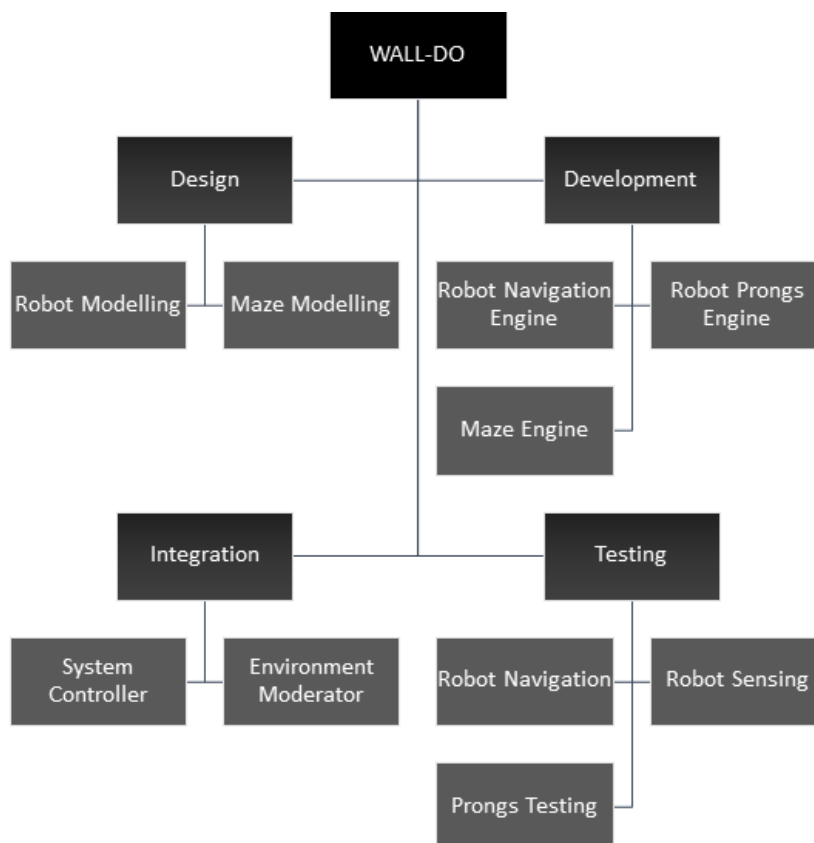 WALL-DO
Design
Development
Robot Modelling
Maze Modelling
Robot Navigation
Engine
Robot Prongs
Engine
Maze Engine
Integration
Testing
System
Controller
Environment
Moderator
Robot Navigation
Robot Sensing
Prongs Testing